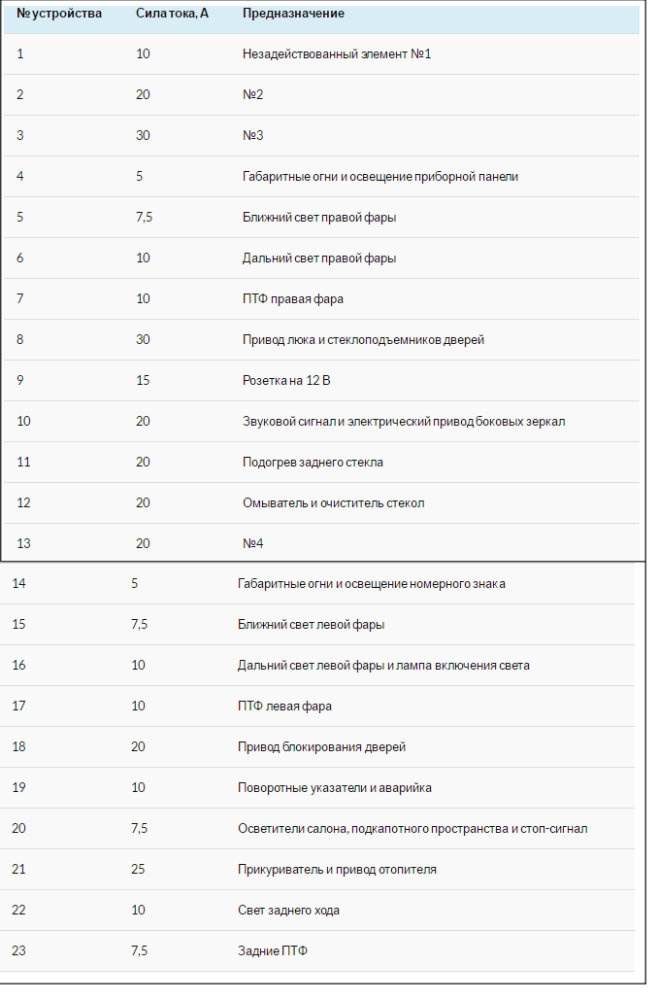 № устройства Сила тока, А Предназначение
1 10 Незадействованный элемент №1
2 20 №2
3 30 №3
4 5 Габаритные огни и освещение приборной панели
5 7,5 Ближний свет правой фары
6 10 Дальний свет правой фары
7 10 ПТФ правая фара
8 30 Привод люка и стеклоподъемников дверей
9 15 Розетка на 12 В
10 20 Звуковой сигнал и электрический привод боковых зеркал
11 20 Подогрев заднего стекла
12 20 Омыватель и очиститель стекол
13 20 №4
14 5 Габаритные огни и освещение номерного знака
15 7,5 Ближний свет левой фары
16 10 Дальний свет левой фары и лампа включения света
17 10 ПТФ левая фара
18 20 Привод блокирования дверей
19 10 Поворотные указатели и аварийка
20 7,5 Осветители салона, подкапотного пространства и стоп-сигнал
21 25 Прикуриватель и привод отопителя
22 10 Свет заднего хода
23 7,5 Задние ПТФ